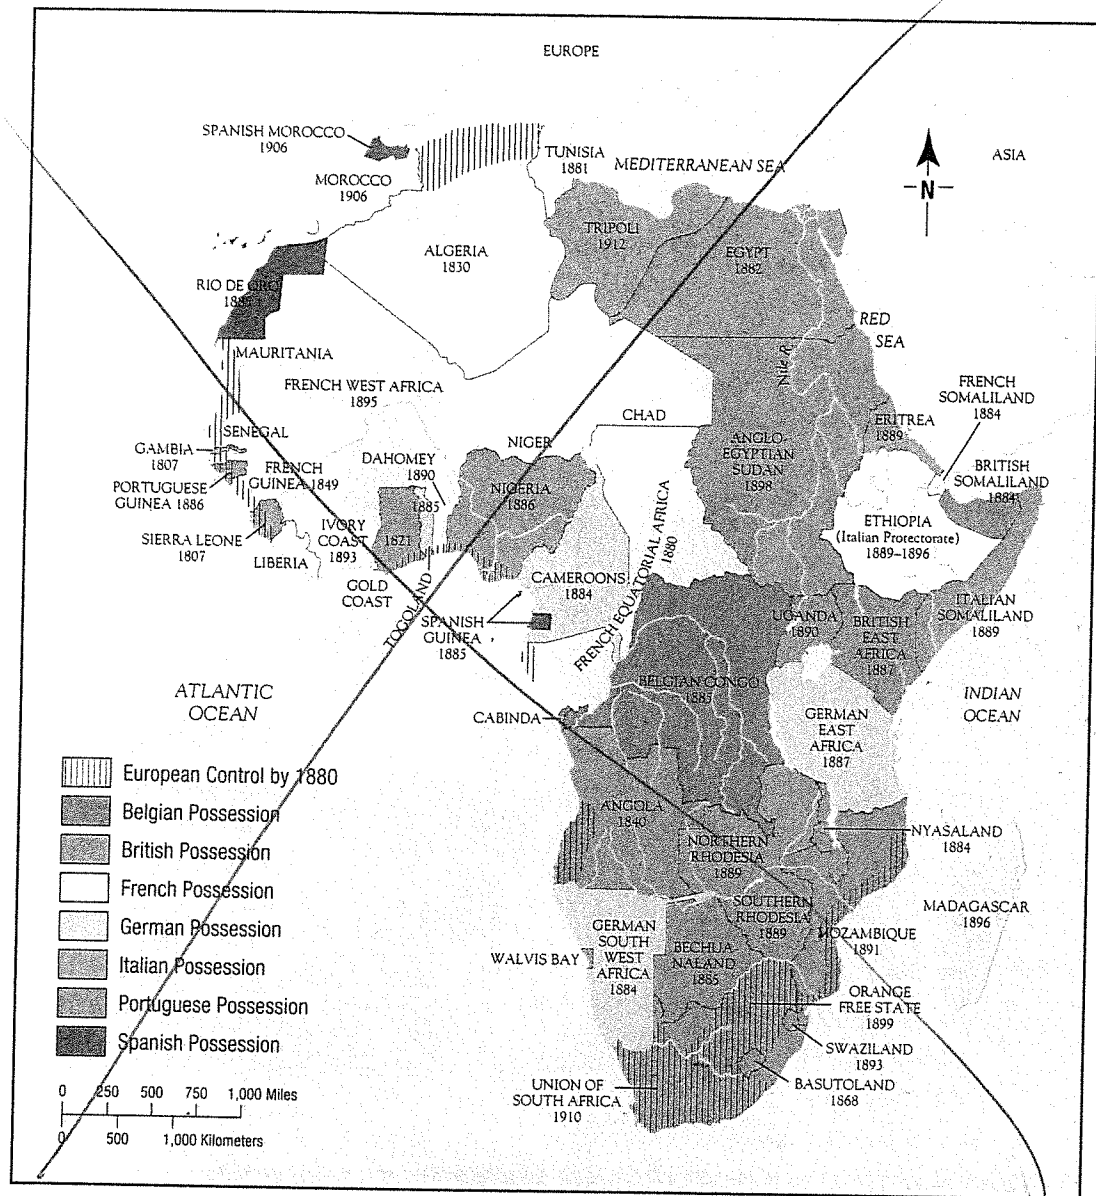 EUROPE
SPANISH MOROCCO
1906
TUNISIA
1881
MEDITERRANEAN SEA
ASIA
N
MOROCCO
1906
ALGERIA
1830
TRIPOLI
1912
EGYPT
1882
RIO DE ORO
RED
SEA
Nile R.
MAURITANIA
FRENCH WEST AFRICA
1895
CHAD
FRENCH
SOMALILAND
1884
SENEGAL
GAMBIA
1807
NIGER
ERITREA
1889
ANGLO-
EGYPTIAN
SUDAN
1898
DAHOMEY
1890
1885
FRENCH
GUINEA 1849
PORTUGUESE
GUINEA 1886
NIGERIA
1886
BRITISH
SOMALILAND
1884
SIERRA LEONE
1807
IVORY
COAST
1893
1821
ETHIOPIA
(Italian Protectorate)
1889–1896
LIBERIA
GOLD
COAST
TOGOLAND
CAMEROONS
1884
FRENCH EQUATORIAL AFRICA
1880
SPANISH
GUINEA
1885
UGANDA
1890
BRITISH
EAST
AFRICA
1887
ITALIAN
SOMALILAND
1889
BELGIAN CONGO
1885
ATLANTIC
OCEAN
INDIAN
OCEAN
CABINDA
GERMAN
EAST
AFRICA
1887
European Control by 1880
Belgian Possession
British Possession
French Possession
German Possession
Italian Possession
Portuguese Possession
Spanish Possession
ANGOLA
1840
NORTHERN
RHODESIA
1889
NYASALAND
1884
SOUTHERN
RHODESIA
1889
MADAGASCAR
1896
MOZAMBIQUE
1891
GERMAN
SOUTH
WEST
AFRICA
1884
WALVIS BAY
BECHUA
NALAND
1885
ORANGE
FREE STATE
1899
SWAZILAND
1893
BASUTOLAND
1868
UNION OF
SOUTH AFRICA
1910
0 250 500 750 1,000 Miles
0 500 1,000 Kilometers